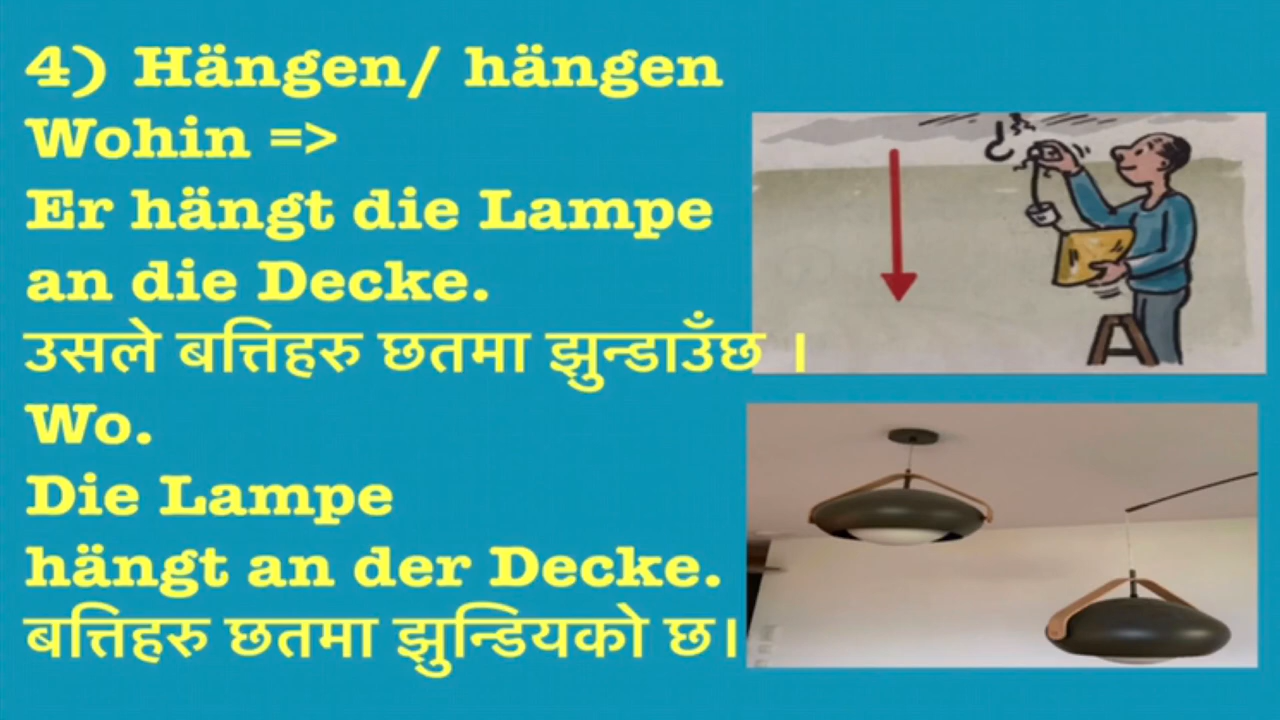 4) Hängen/ hängen
Wohin =>
Er hängt die Lampe
an die Decke.
उसले बत्तिहरु छतमा झुन्डाउँछ ।
Wo.
Die Lampe
hängt an der Decke.
बत्तिहरु छतमा झुन्डियको छ।